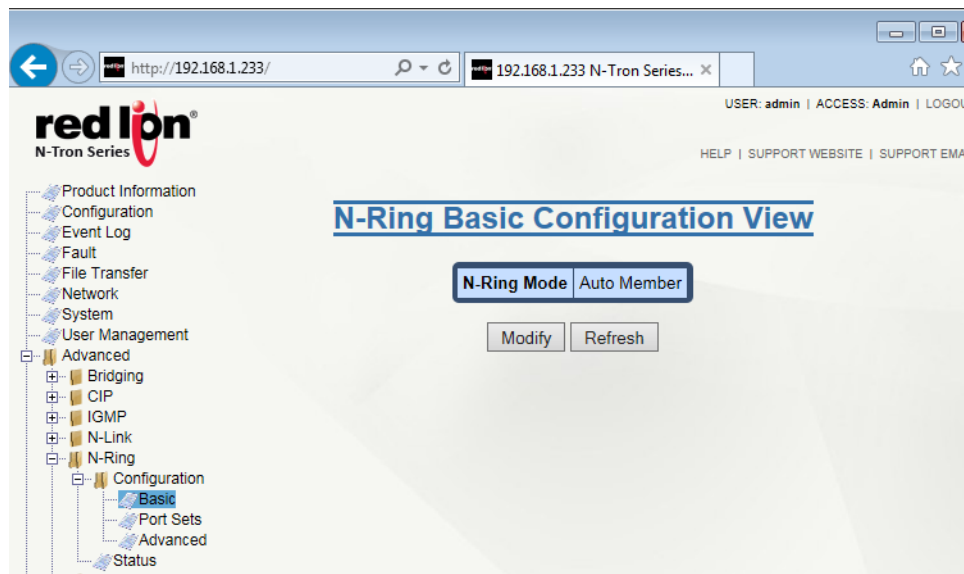 http://192.168.1.233/
192.168.1.233 N-Tron Series...
USER: admin | ACCESS: Admin |
red lion®
N-Tron Series
HELP | SUPPORT WEBSITE | SUPPORT
Product Information
Configuration
Event Log
Fault
File Transfer
Network
System
User Management
Advanced
Bridging
CIP
IGMP
N-Link
N-Ring
Configuration
Basic
Port Sets
Advanced
Status
N-Ring Basic Configuration View
N-Ring Mode Auto Member
Modify Refresh